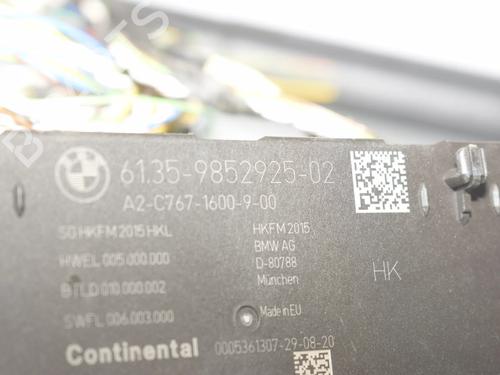 61.35-9852925-02
A2-C767-1600-9-00
SG HKFM 2015 HKL
HWEL 005.000.000
BTLD 010.000.002
SWFL 006.003.000
HKFM 2015
BMW AG
D-80788
München
Made in EU
HK
Continental
0005361307-29-08-20